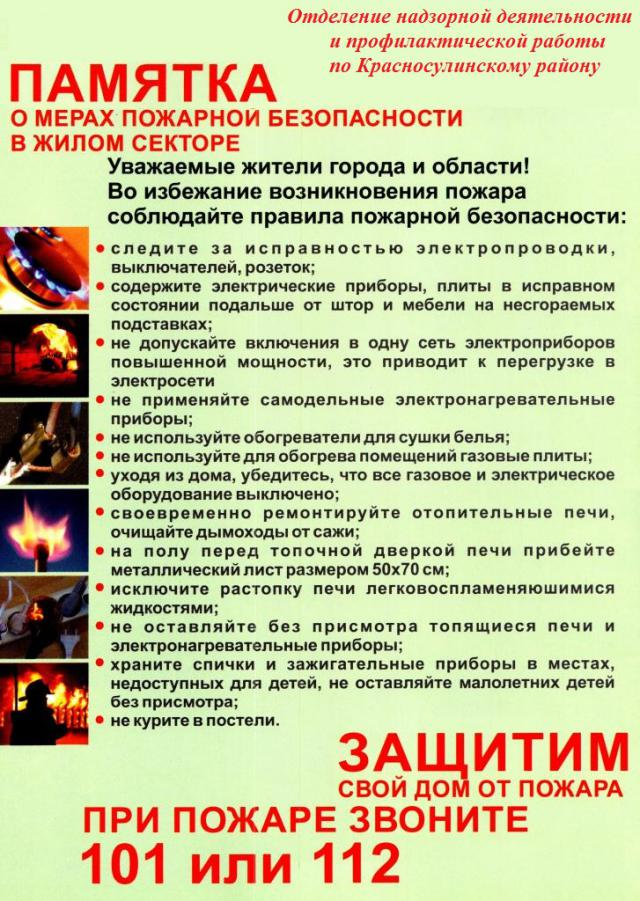 Отделение надзорной деятельности
и профилактической работы
по Красносулинскому району
ПАМЯТКА
О МЕРАХ ПОЖАРНОЙ БЕЗОПАСНОСТИ
В ЖИЛОМ СЕКТОРЕ
Уважаемые жители города и области!
Во избежание возникновения пожара
соблюдайте правила пожарной безопасности:
• следите за исправностью электропроводки,
выключателей, розеток;
• содержите электрические приборы, плиты в исправном
состоянии подальше от штор и мебели на несгораемых
подставках;
• не допускайте включения в одну сеть электроприборов
повышенной мощности, это приводит к перегрузке в
электросети
• не применяйте самодельные электронагревательные
приборы;
• не используйте обогреватели для сушки белья;
• не используйте для обогрева помещений газовые плиты;
• уходя из дома, убедитесь, что все газовое и электрическое
оборудование выключено;
• своевременно ремонтируйте отопительные печи,
очищайте дымоходы от сажи;
• на полу перед топочной дверкой печи прибейте
металлический лист размером 50х70 см;
• исключите растопку печи легковоспламеняюшимися
жидкостями;
• не оставляйте без присмотра топящиеся печи и
электронагревательные приборы;
• храните спички и зажигательные приборы в местах,
недоступных для детей, не оставляйте малолетних детей
без присмотра;
• не курите в постели.
ЗАЩИТИМ
СВОЙ ДОМ ОТ ПОЖАРА
ПРИ ПОЖАРЕ ЗВОНИТЕ
101 или 112